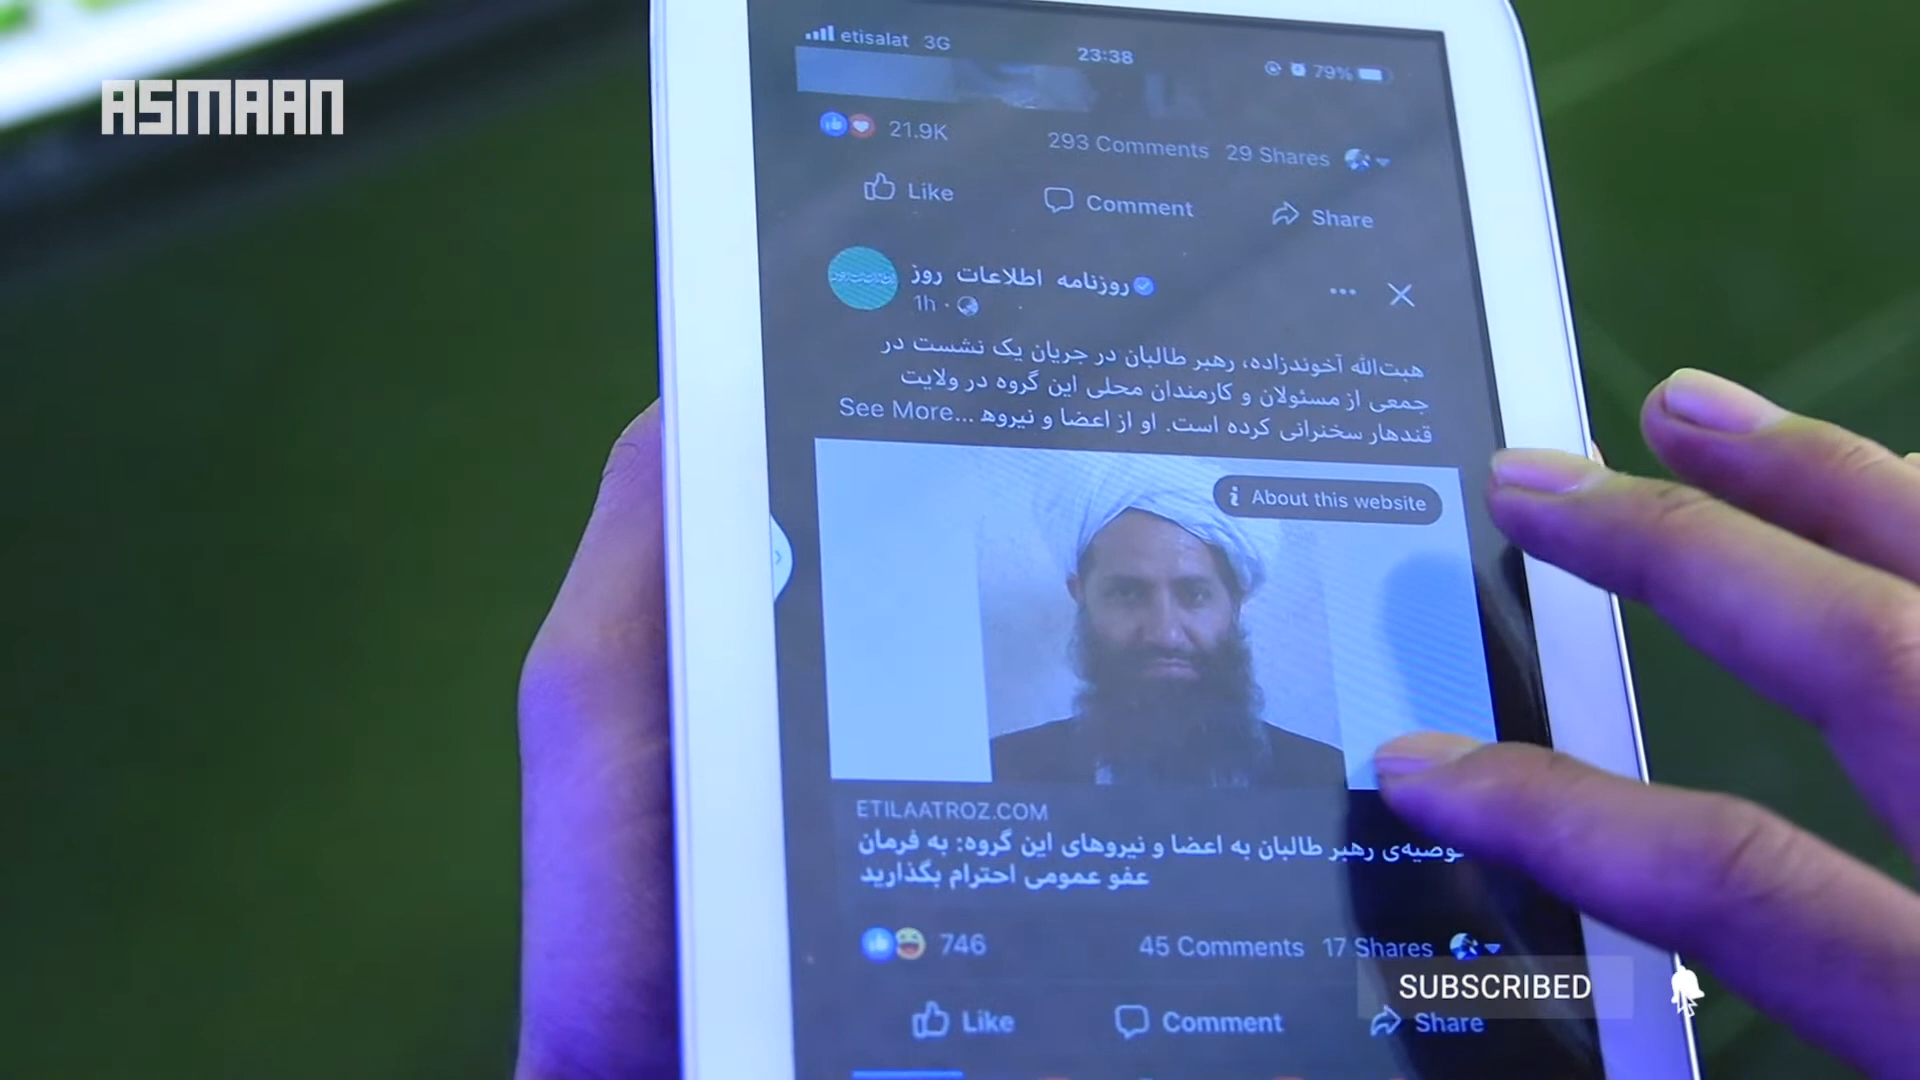 ASMAAN
etisalat 3G
23:38
79%
21.9K
293 Comments 29 Shares
Like
Comment
Share
روزنامه اطلاعات روز
1h
هبت‌الله آخوندزاده، رهبر طالبان در جریان یک نشست در
جمعی از مسئولان و کارمندان محلی این گروه در ولایت
قندهار سخنرانی کرده است. او از اعضا و نیروه ...See More
About this website
ETILAATROZ.COM
توصیه‌ی رهبر طالبان به اعضا و نیروهای این گروه: به فرمان
عفو عمومی احترام بگذارید
746
45 Comments 17 Shares
SUBSCRIBED
Like
Comment
Share